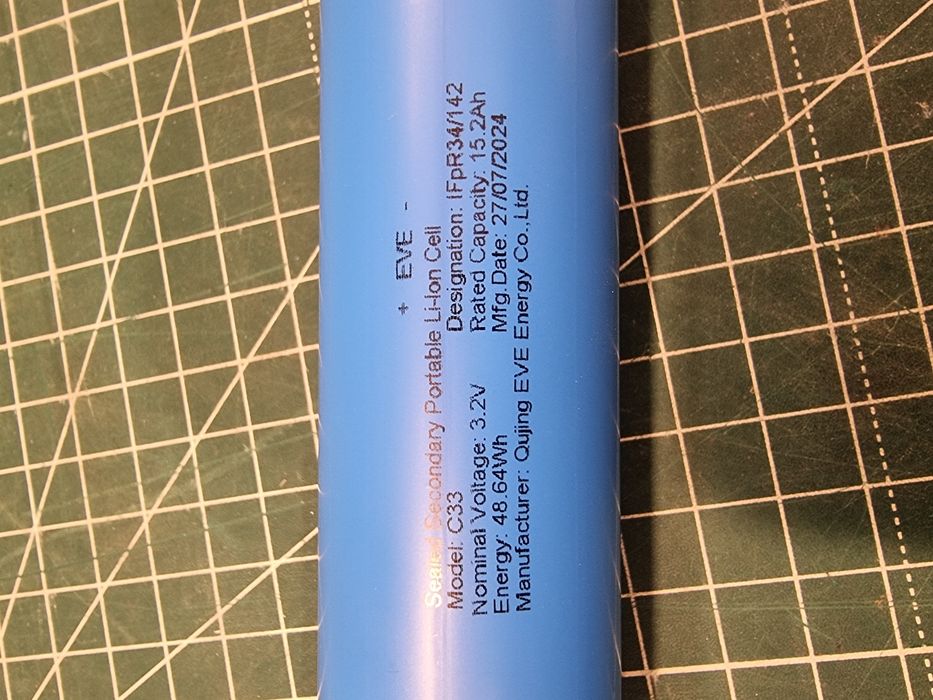 + EVE -
Sealed Secondary Portable Li-Ion Cell
Model: C33 Designation: IFpR34/142
Nominal Voltage: 3.2V Rated Capacity: 15.2Ah
Energy: 48.64Wh Mfg.Date: 27/07/2024
Manufacturer: Qujing EVE Energy Co.,Ltd.